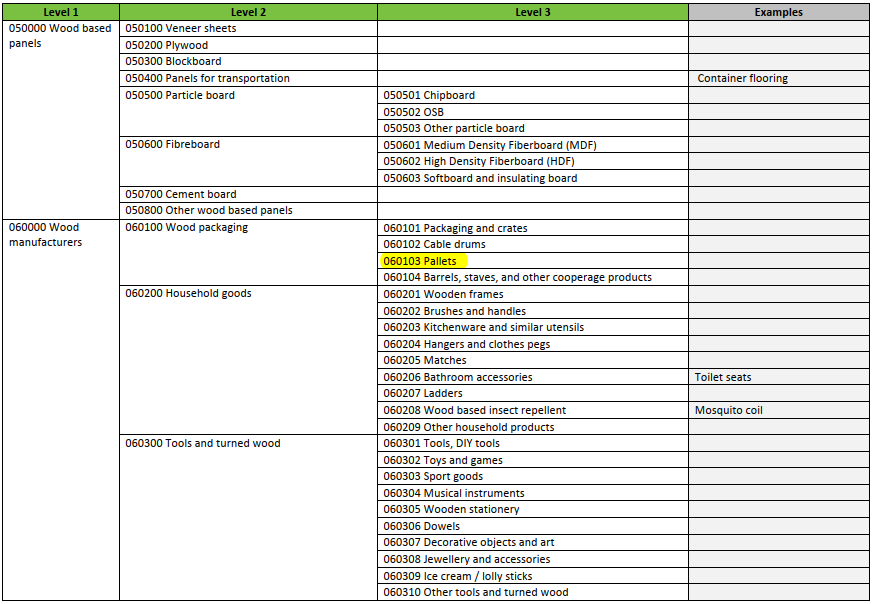 Level 1 Level 2 Level 3 Examples
050000 Wood based panels 050100 Veneer sheets
050200 Plywood
050300 Blockboard
050400 Panels for transportation Container flooring
050500 Particle board 050501 Chipboard
050502 OSB
050503 Other particle board
050600 Fibreboard 050601 Medium Density Fiberboard (MDF)
050602 High Density Fiberboard (HDF)
050603 Softboard and insulating board
050700 Cement board
050800 Other wood based panels
060000 Wood manufacturers 060100 Wood packaging 060101 Packaging and crates
060102 Cable drums
060103 Pallets
060104 Barrels, staves, and other cooperage products
060200 Household goods 060201 Wooden frames
060202 Brushes and handles
060203 Kitchenware and similar utensils
060204 Hangers and clothes pegs
060205 Matches
060206 Bathroom accessories Toilet seats
060207 Ladders
060208 Wood based insect repellent Mosquito coil
060209 Other household products
060300 Tools and turned wood 060301 Tools, DIY tools
060302 Toys and games
060303 Sport goods
060304 Musical instruments
060305 Wooden stationery
060306 Dowels
060307 Decorative objects and art
060308 Jewellery and accessories
060309 Ice cream / lolly sticks
060310 Other tools and turned wood